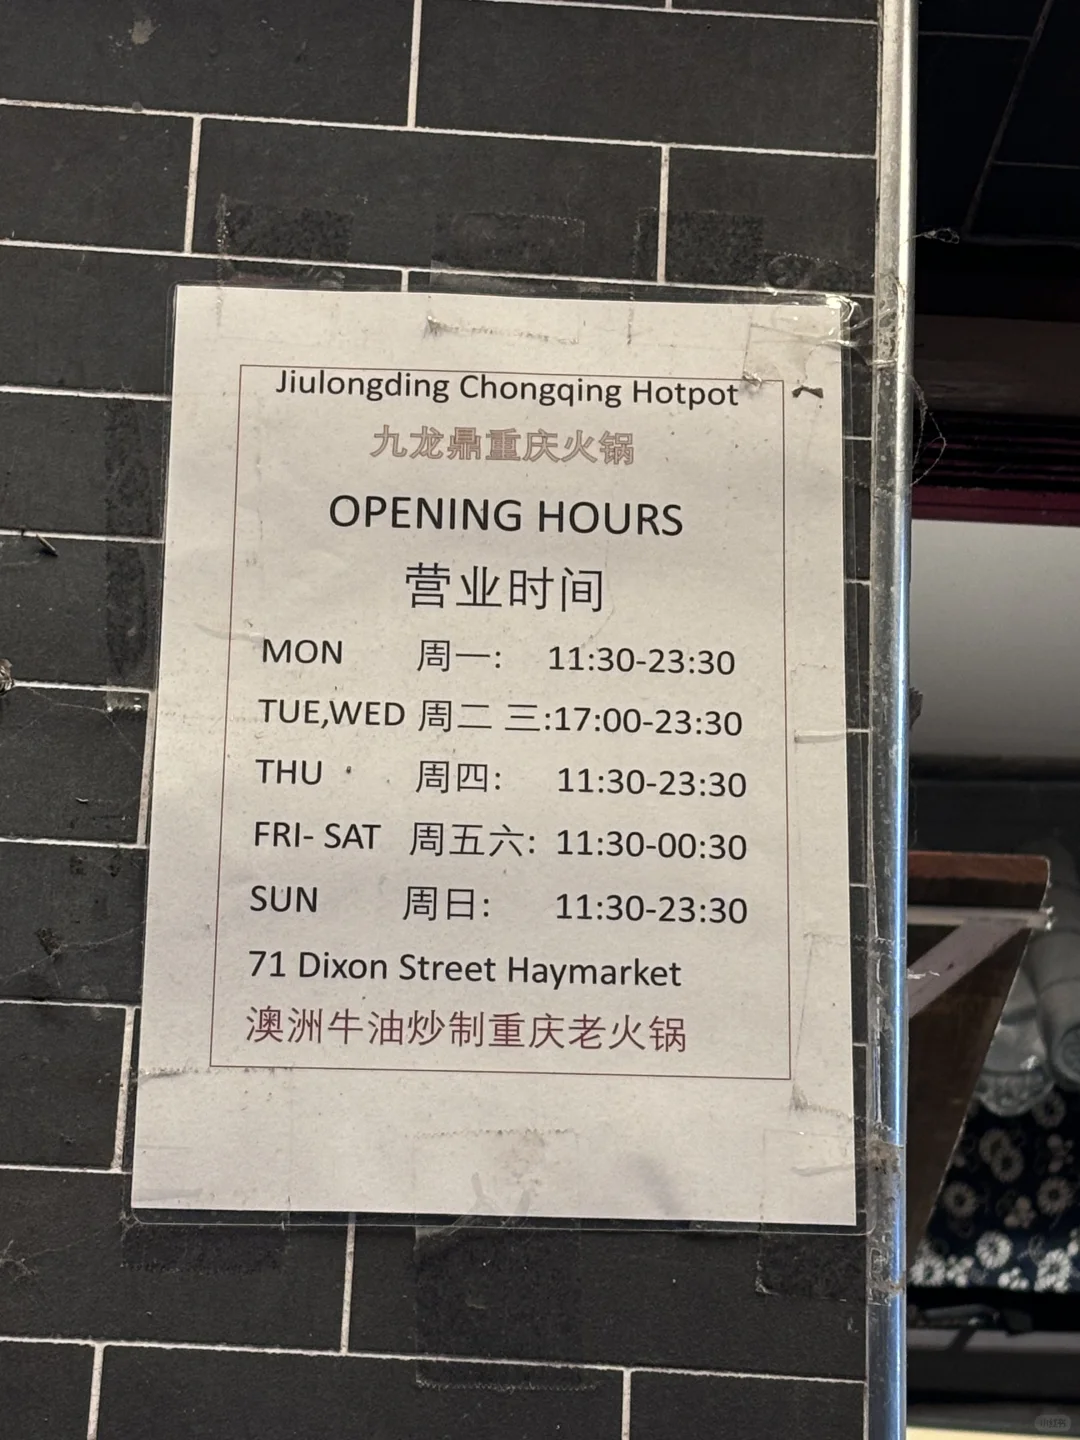 Jiulongding Chongqing Hotpot
九龙鼎重庆火锅
OPENING HOURS
营业时间
MON 周一: 11:30-23:30
TUE,WED 周二 三:17:00-23:30
THU 周四: 11:30-23:30
FRI- SAT 周五六: 11:30-00:30
SUN 周日: 11:30-23:30
71 Dixon Street Haymarket
澳洲牛油炒制重庆老火锅
小红书